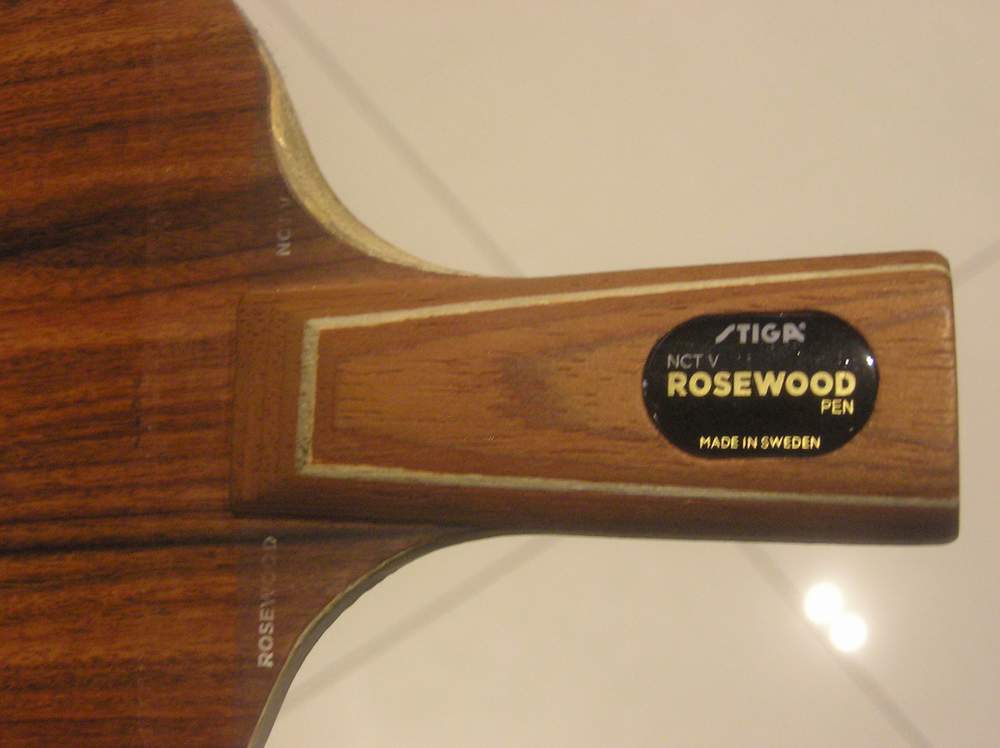 NCT V
STIGA
NCT V
ROSEWOOD
PEN
MADE IN SWEDEN
ROSEWOOD